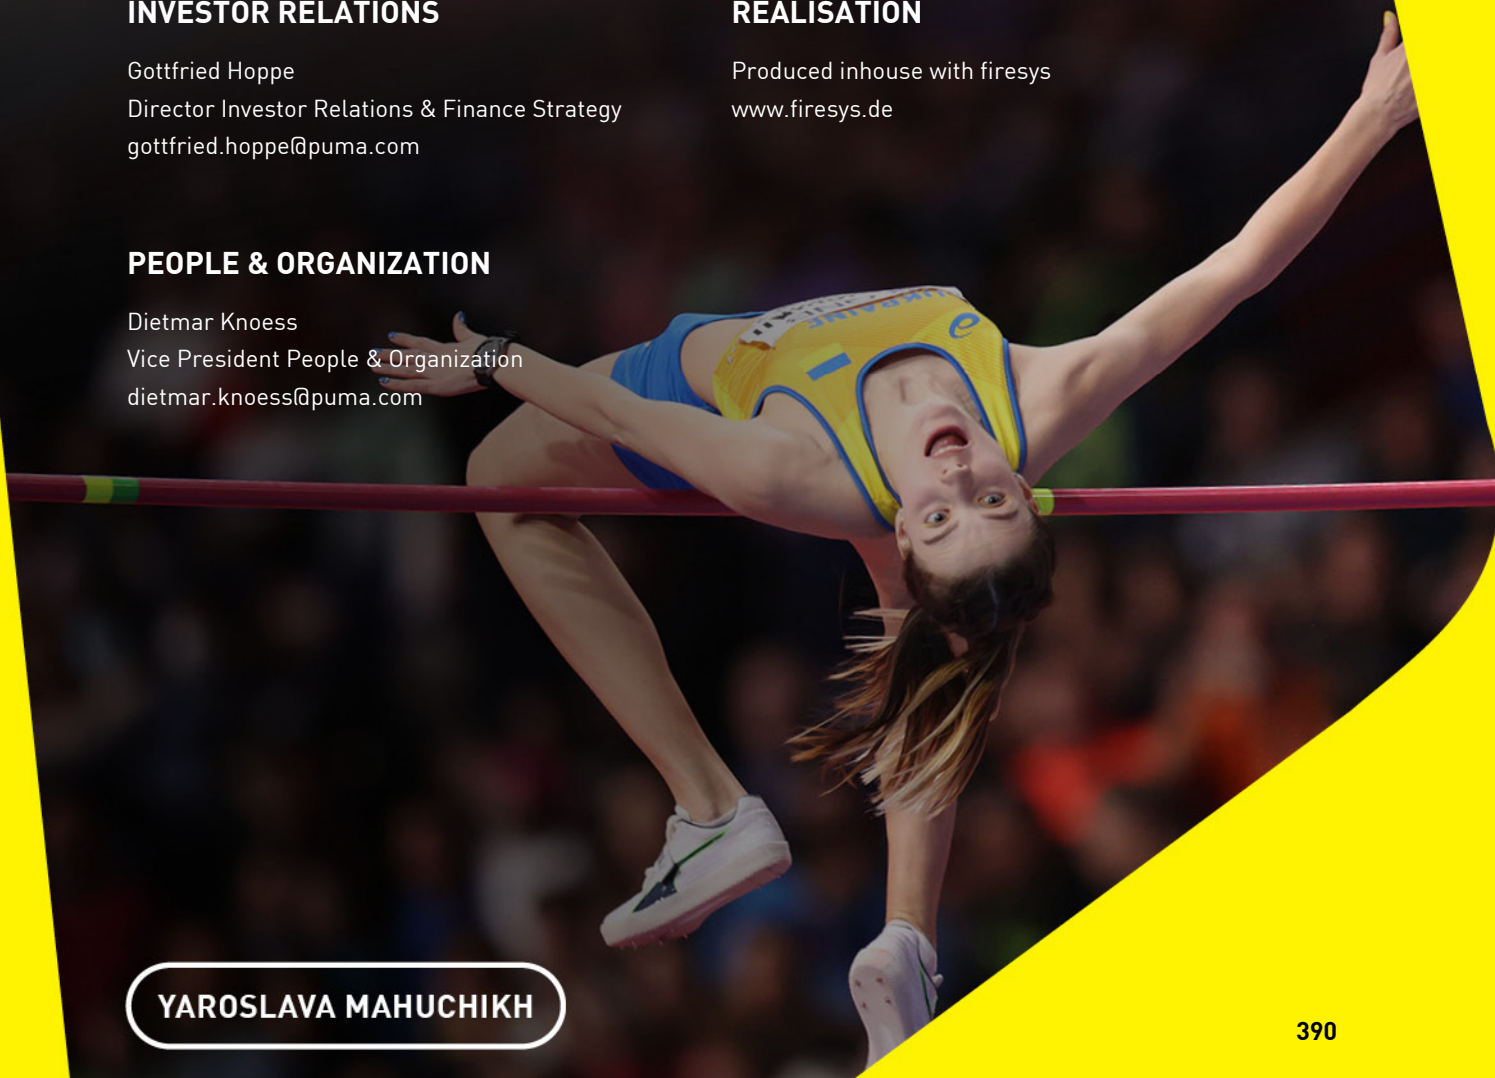 INVESTOR RELATIONS
Gottfried Hoppe
Director Investor Relations & Finance Strategy
gottfried.hoppe@puma.com
REALISATION
Produced inhouse with firesys
www.firesys.de
PEOPLE & ORGANIZATION
Dietmar Knoess
Vice President People & Organization
dietmar.knoess@puma.com
UKRAINE
YAROSLAVA MAHUCHIKH
390